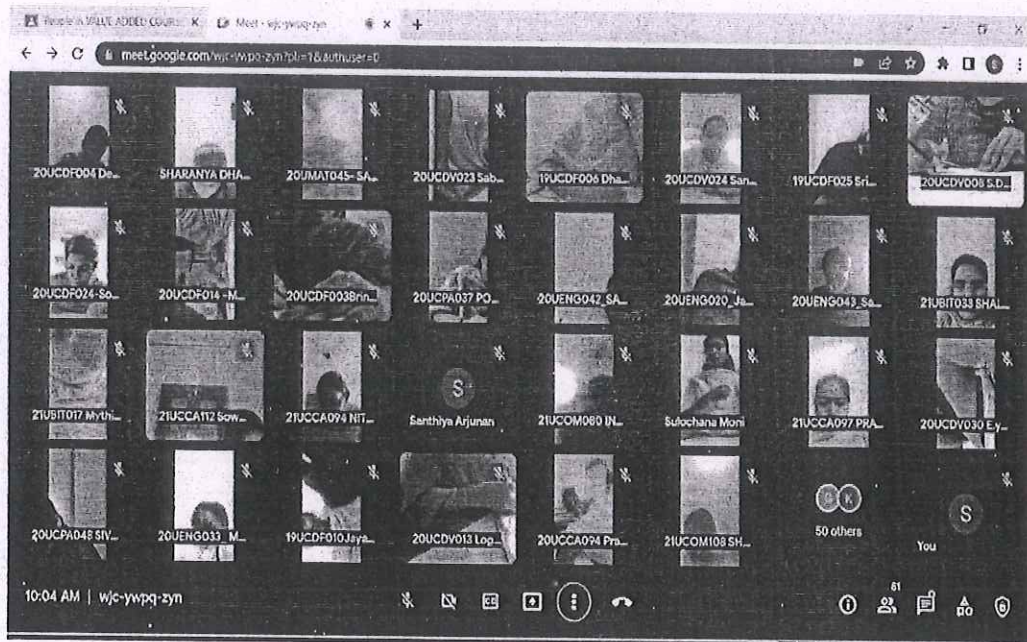 People in VALUE ADDED COURS
Meet - wjc-ywpq-zyn
meet.google.com/wjc-ywpq-zyn?pli=1&authuser=0
20UCDF004 De... SHARANYA DHA... 20UMAT045- SA... 20UCDV023 Sab... 19UCDF006 Dha... 20UCDV024 San... 19UCDF025 Sri... 20UCDV008 S.D...
20UCDF024-So... 20UCDF014 -M... 20UCDF003Brin... 20UCPA037 PO... 20UENG042_SA... 20UENG020_Ja... 20UENG043_Sa... 21UBIT033 SHAL...
21UBIT017 Mythi... 21UCCA112 Sow... 21UCCA094 NIT... S Santhiya Arjunan 21UCOM080 IN... Sulochana Moni 21UCCA097 PRA... 20UCDV030 E.y...
20UCPA048 SIV... 20UENG033_ M... 19UCDF010Jaya... 20UCDV013 Log... 20UCCA094 Pra... 21UCOM108 SH... K 50 others S You
10:04 AM | wjc-ywpq-zyn
CC
61